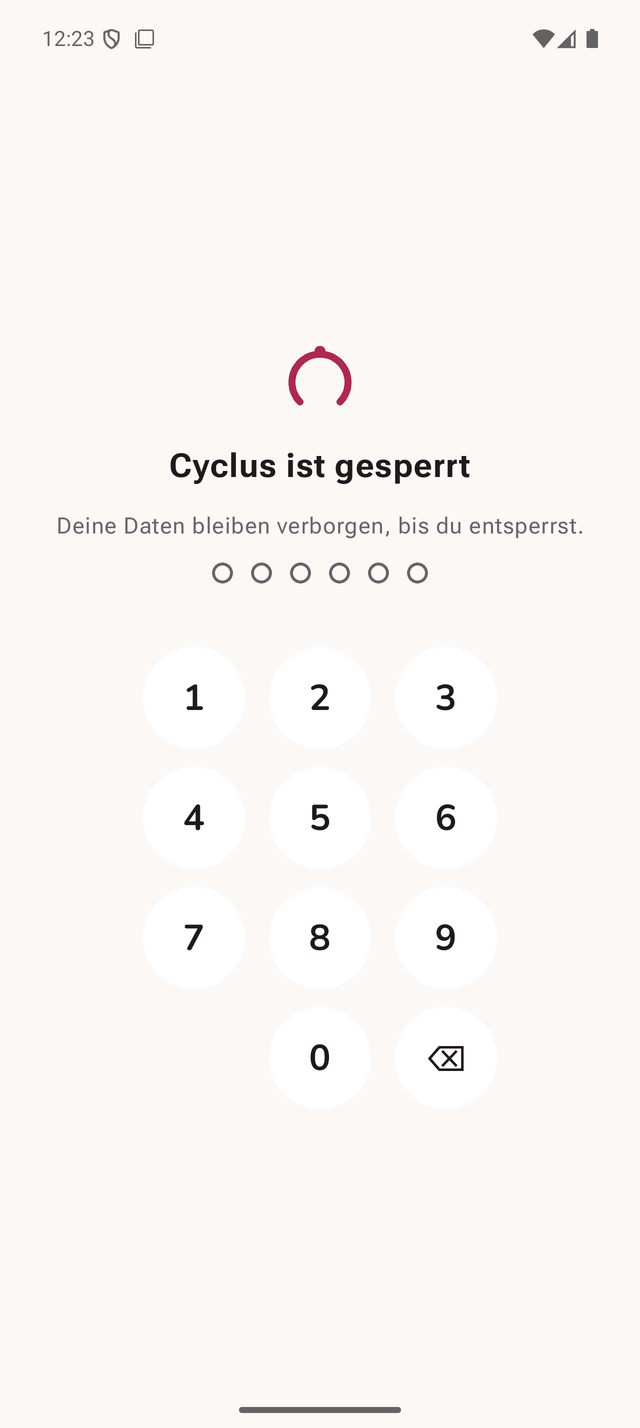 12:23
Cyclus ist gesperrt
Deine Daten bleiben verborgen, bis du entsperrst.
1 2 3
4 5 6
7 8 9
0